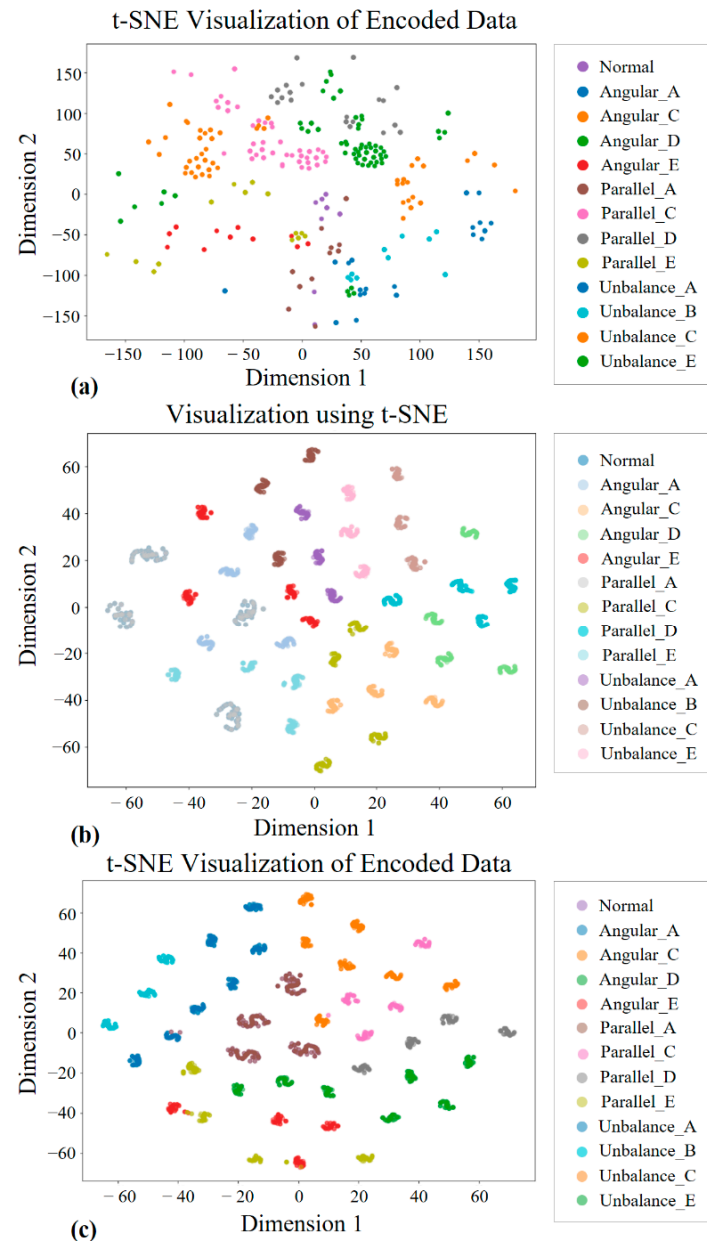 t-SNE Visualization of Encoded Data
150
100
50
0
−50
−100
−150
Dimension 2
−150 −100 −50 0 50 100 150
Dimension 1
(a)
Normal
Angular_A
Angular_C
Angular_D
Angular_E
Parallel_A
Parallel_C
Parallel_D
Parallel_E
Unbalance_A
Unbalance_B
Unbalance_C
Unbalance_E
Visualization using t-SNE
60
40
20
0
−20
−40
−60
Dimension 2
−60 −40 −20 0 20 40 60
Dimension 1
(b)
Normal
Angular_A
Angular_C
Angular_D
Angular_E
Parallel_A
Parallel_C
Parallel_D
Parallel_E
Unbalance_A
Unbalance_B
Unbalance_C
Unbalance_E
t-SNE Visualization of Encoded Data
60
40
20
0
−20
−40
−60
Dimension 2
−60 −40 −20 0 20 40 60
Dimension 1
(c)
Normal
Angular_A
Angular_C
Angular_D
Angular_E
Parallel_A
Parallel_C
Parallel_D
Parallel_E
Unbalance_A
Unbalance_B
Unbalance_C
Unbalance_E